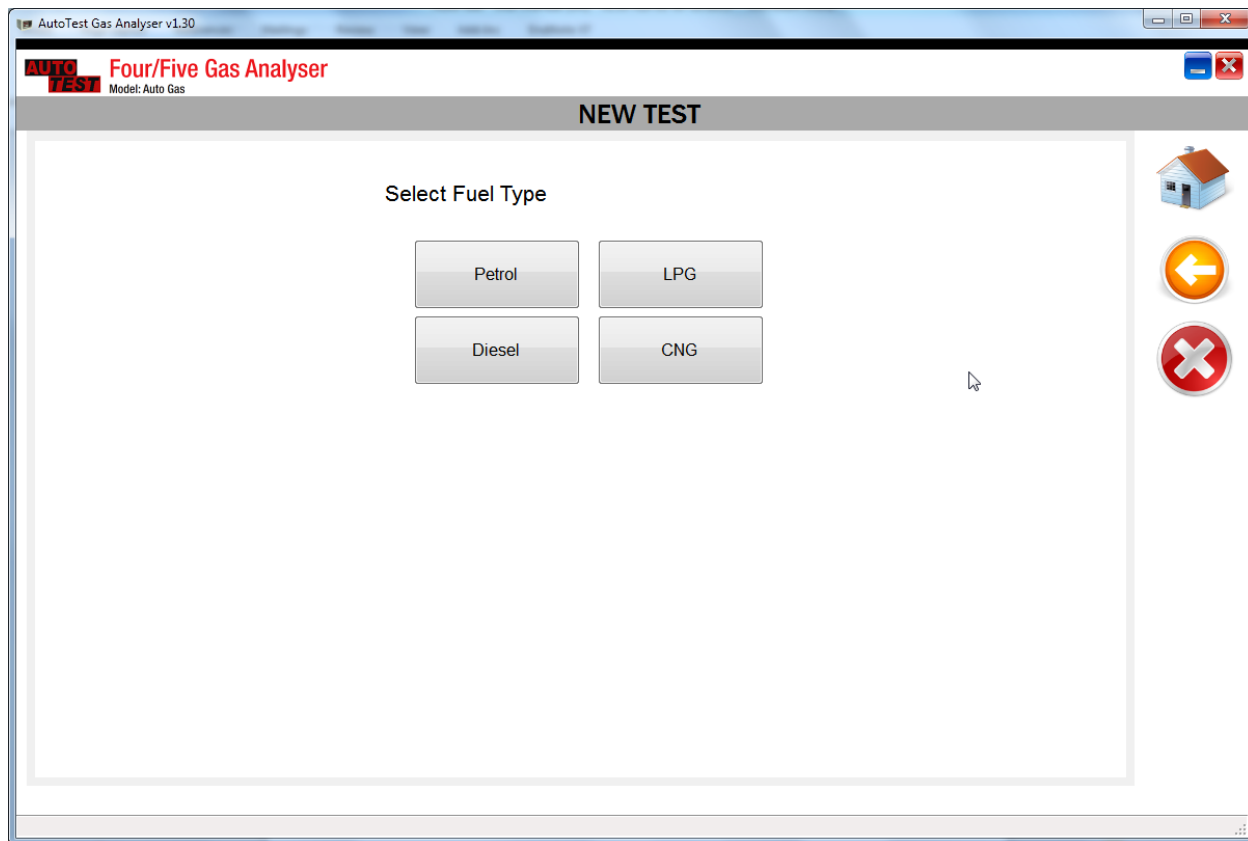 AutoTest Gas Analyser v1.30
AUTO TEST
Four/Five Gas Analyser
Model: Auto Gas
NEW TEST
Select Fuel Type
Petrol LPG
Diesel CNG